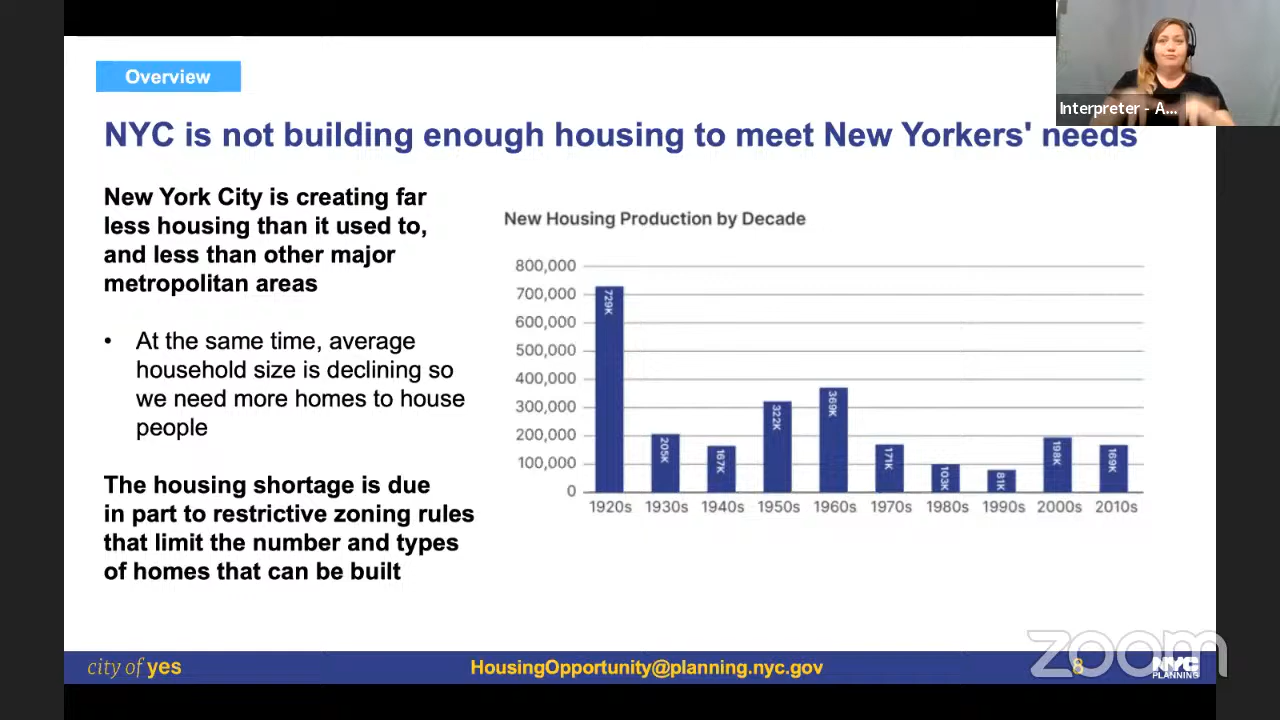 Overview
Interpreter - A...
NYC is not building enough housing to meet New Yorkers' needs
New York City is creating far
less housing than it used to,
and less than other major
metropolitan areas
• At the same time, average
household size is declining so
we need more homes to house
people
The housing shortage is due
in part to restrictive zoning rules
that limit the number and types
of homes that can be built
New Housing Production by Decade
800,000
700,000
600,000
500,000
400,000
300,000
200,000
100,000
0
729K
205K
167K
322K
369K
171K
103K
81K
198K
169K
1920s 1930s 1940s 1950s 1960s 1970s 1980s 1990s 2000s 2010s
city of yes
HousingOpportunity@planning.nyc.gov
8
zoom
NYC
PLANNING